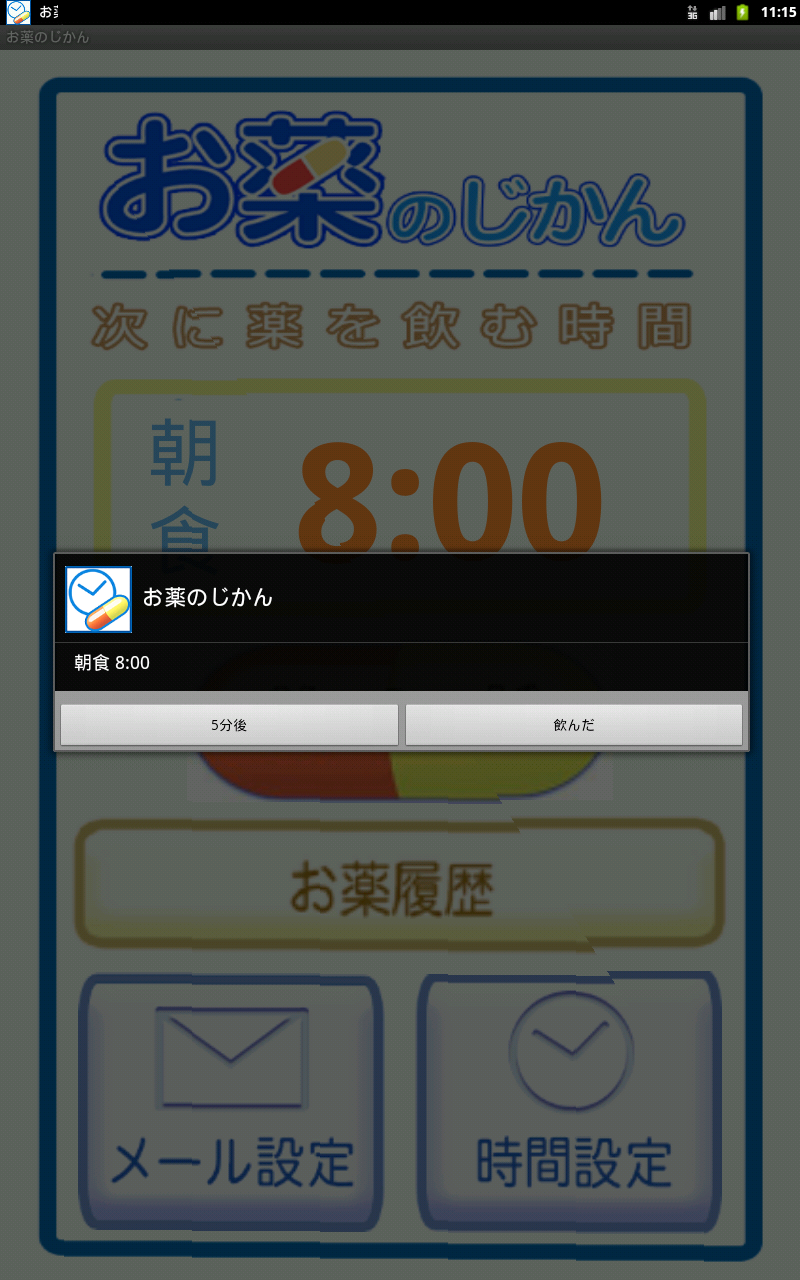 お薬
3G 11:15
お薬のじかん
お薬のじかん
次に薬を飲む時間
朝食 8:00
お薬のじかん
朝食 8:00
5分後 飲んだ
お薬履歴
メール設定 時間設定